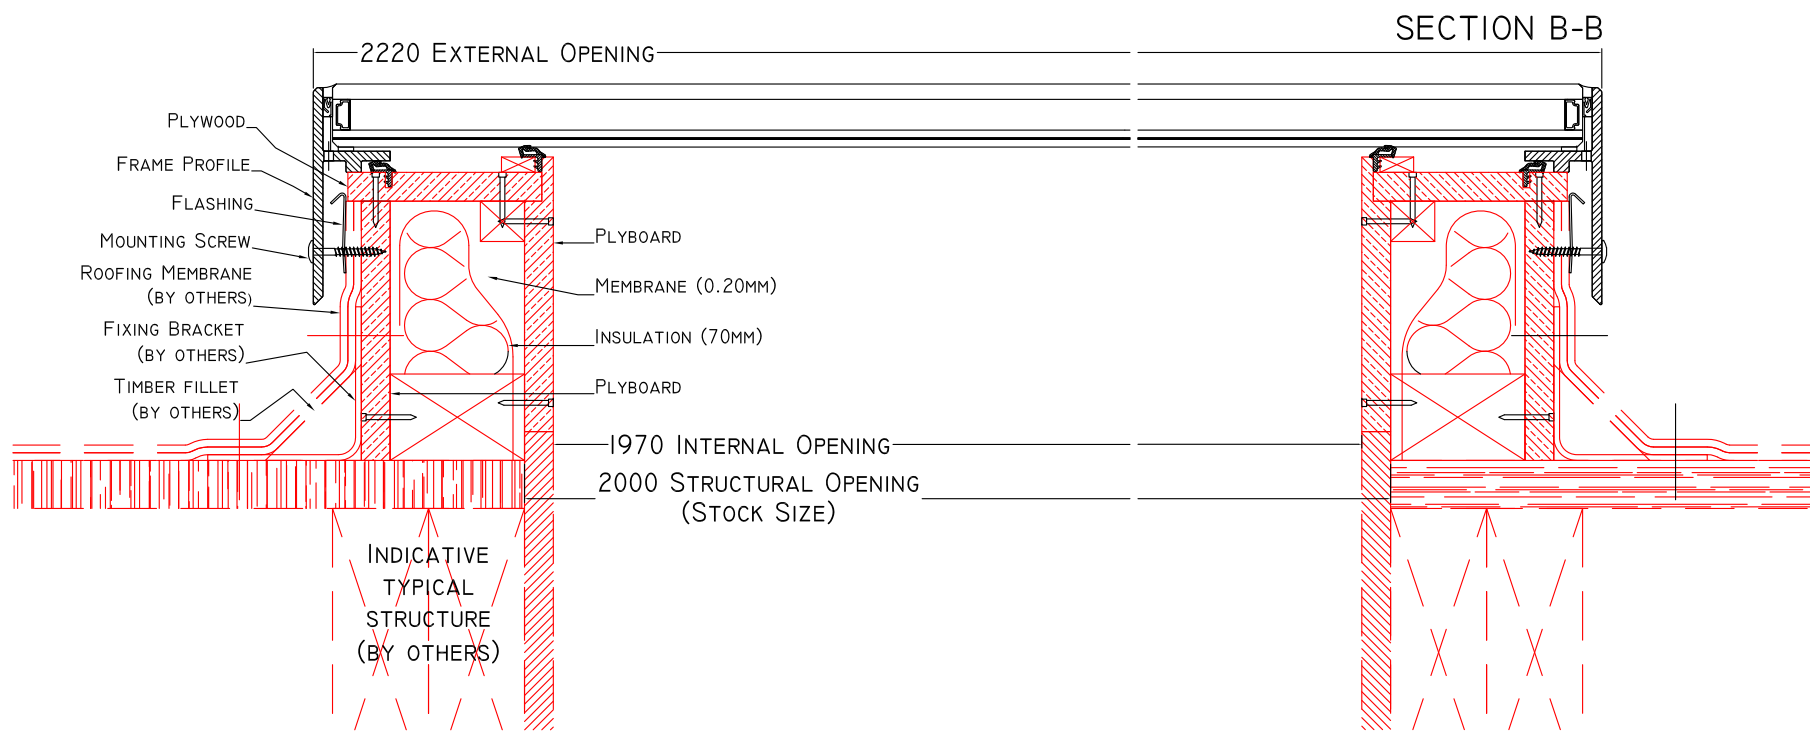 SECTION B-B
2220 EXTERNAL OPENING
PLYWOOD
FRAME PROFILE
FLASHING
MOUNTING SCREW
ROOFING MEMBRANE
(BY OTHERS)
FIXING BRACKET
(BY OTHERS)
TIMBER FILLET
(BY OTHERS)
PLYBOARD
MEMBRANE (0.20MM)
INSULATION (70MM)
PLYBOARD
1970 INTERNAL OPENING
2000 STRUCTURAL OPENING
(STOCK SIZE)
INDICATIVE
TYPICAL
STRUCTURE
(BY OTHERS)